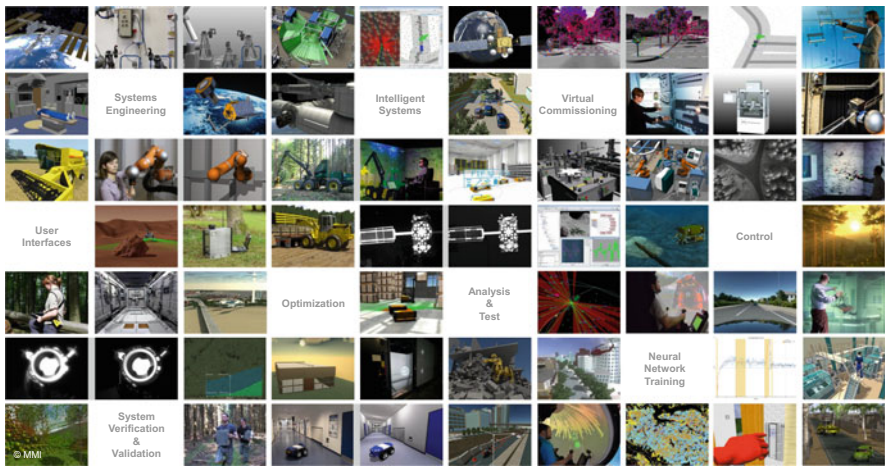 Systems
Engineering
Intelligent
Systems
Virtual
Commissioning
User
Interfaces
Control
Optimization
Analysis
&
Test
Neural
Network
Training
System
Verification
&
Validation
© MMI